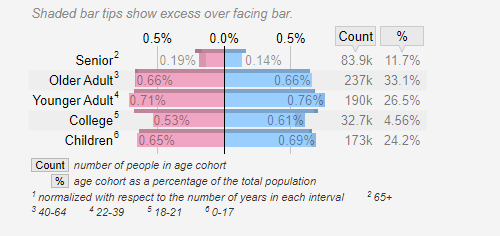 Shaded bar tips show excess over facing bar.
0.5% 0.0% 0.5% Count %
Senior² 0.19% 0.14% 83.9k 11.7%
Older Adult³ 0.66% 0.66% 237k 33.1%
Younger Adult⁴ 0.71% 0.76% 190k 26.5%
College⁵ 0.53% 0.61% 32.7k 4.56%
Children⁶ 0.65% 0.69% 173k 24.2%
Count number of people in age cohort
% age cohort as a percentage of the total population
¹ normalized with respect to the number of years in each interval ² 65+
³ 40-64 ⁴ 22-39 ⁵ 18-21 ⁶ 0-17